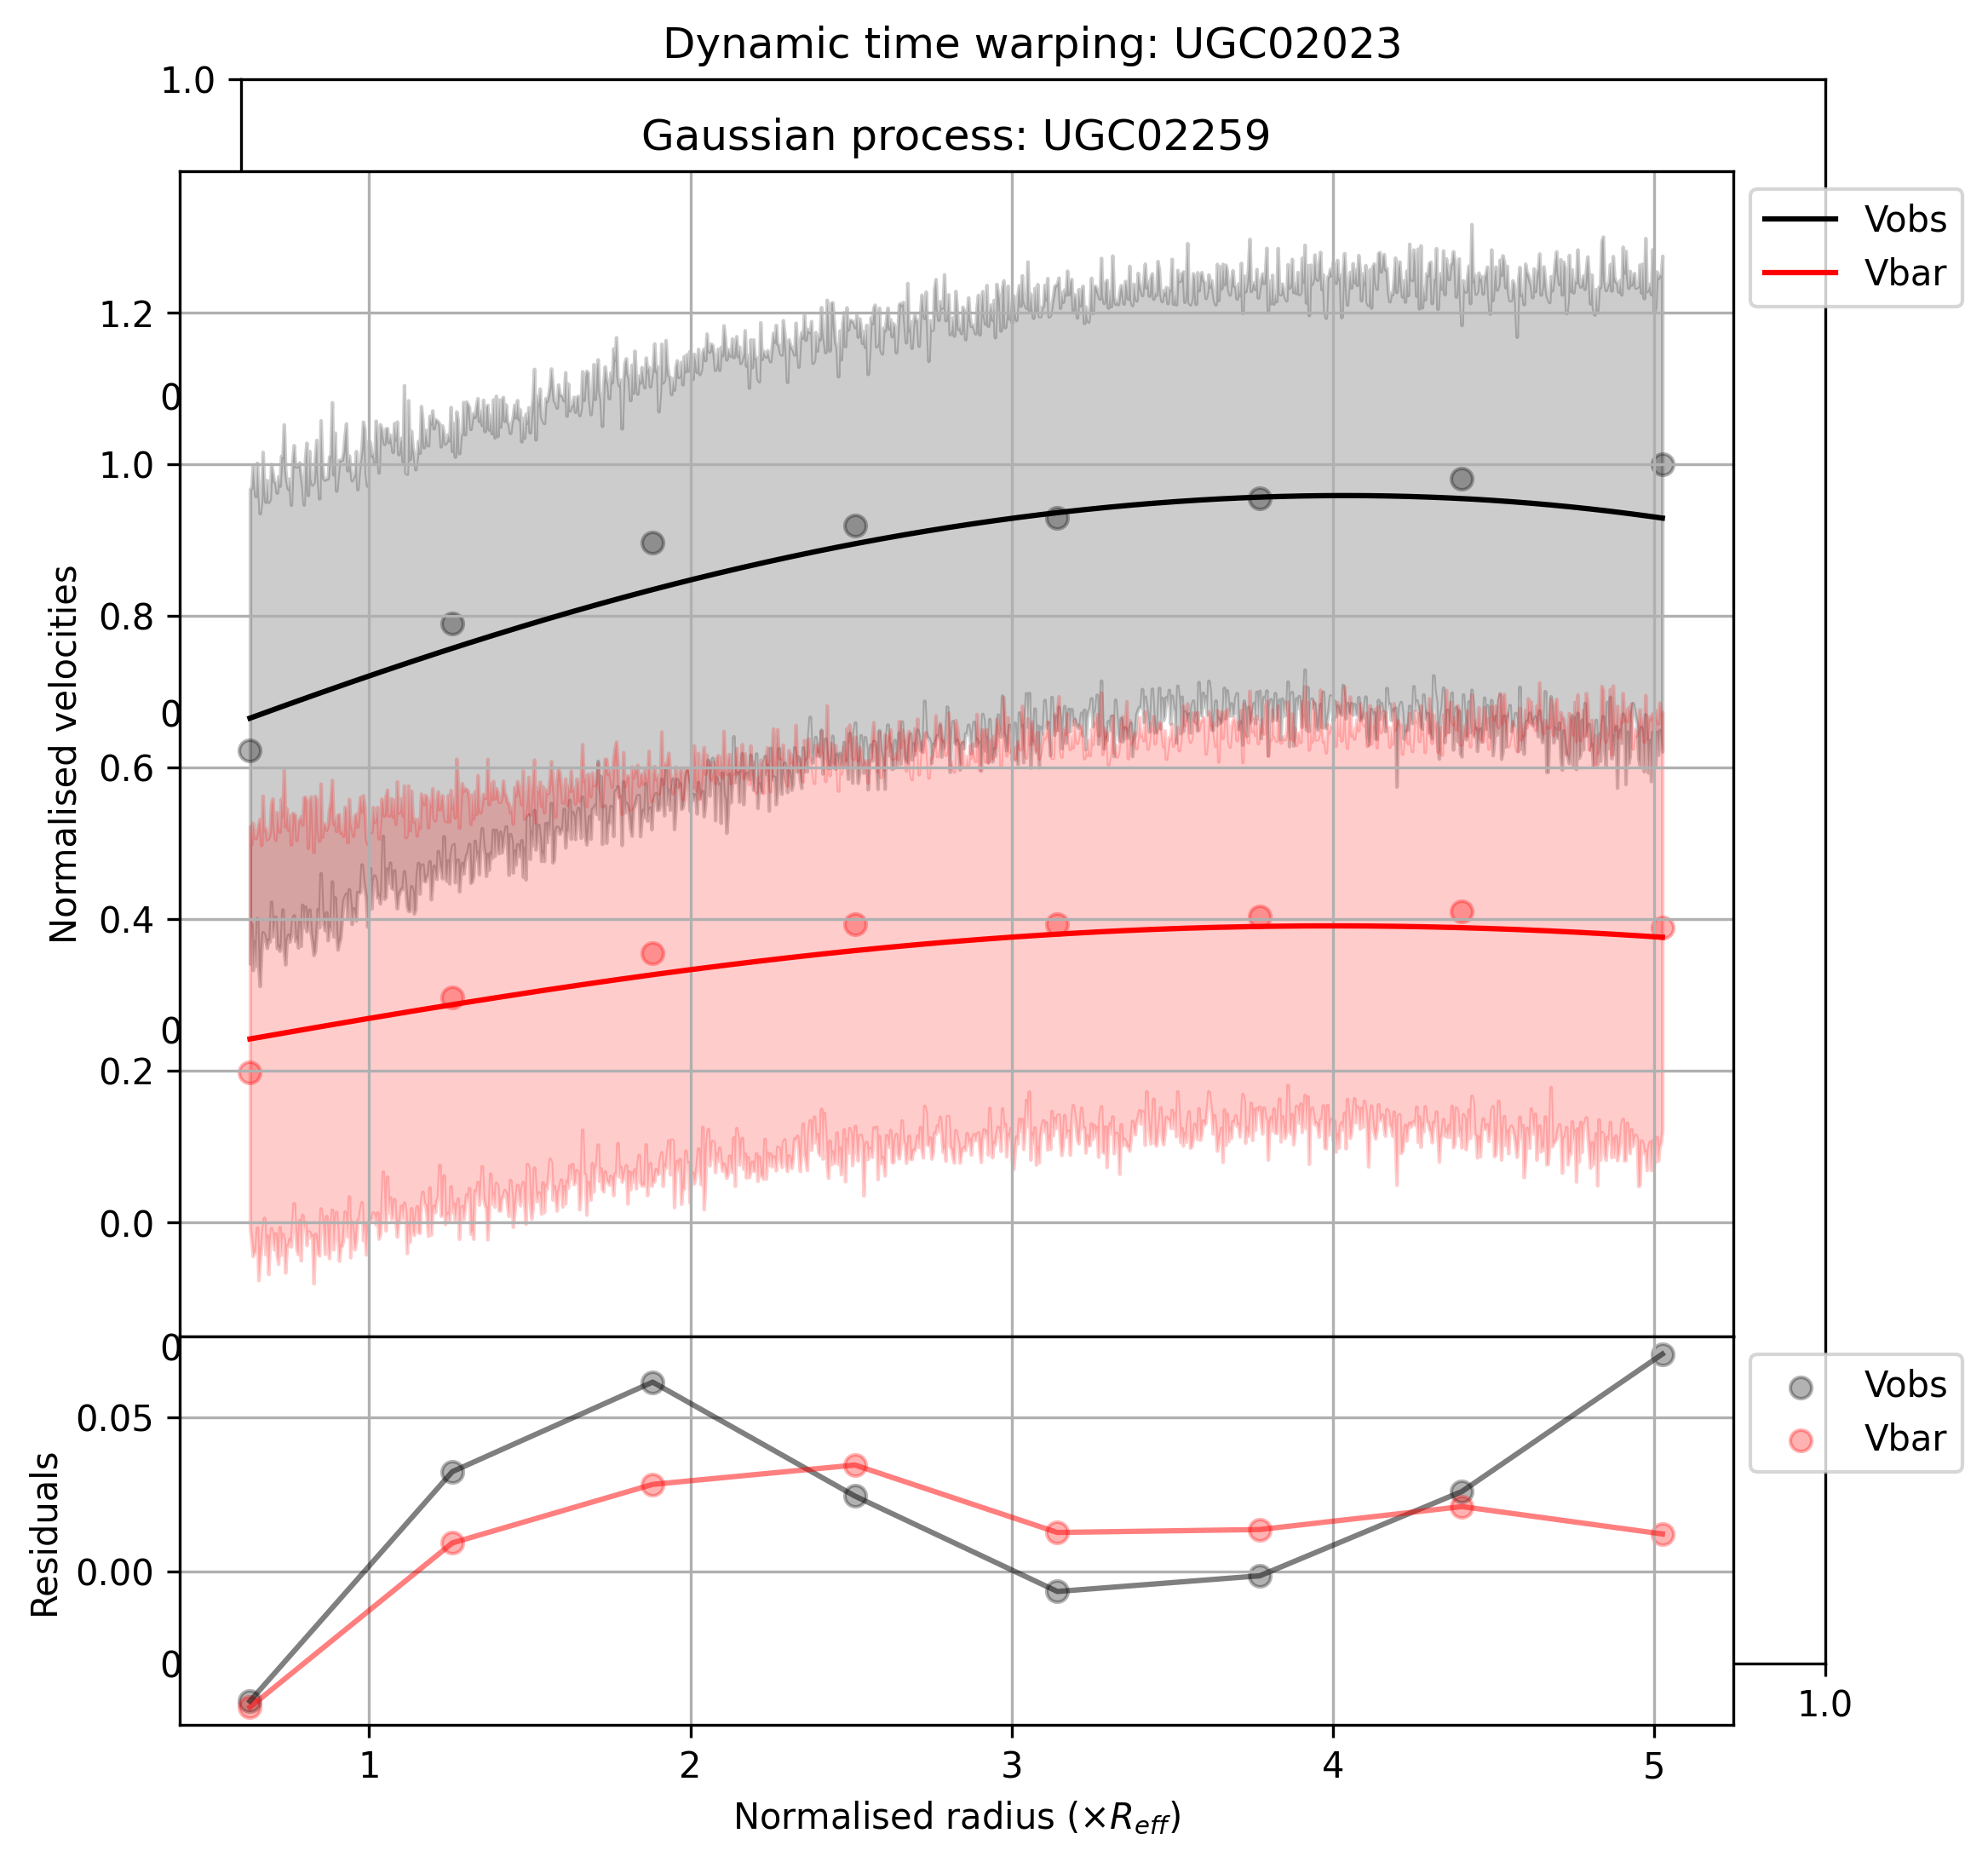 Dynamic time warping: UGC02023
1.0
Gaussian process: UGC02259
Vobs
Vbar
1.2
0
1.0
0.8
0
0.6
0.4
0
0.2
0.0
Normalised velocities
0
Vobs
Vbar
0.05
0.00
0
Residuals
1.0
1 2 3 4 5
Normalised radius (×R_eff)